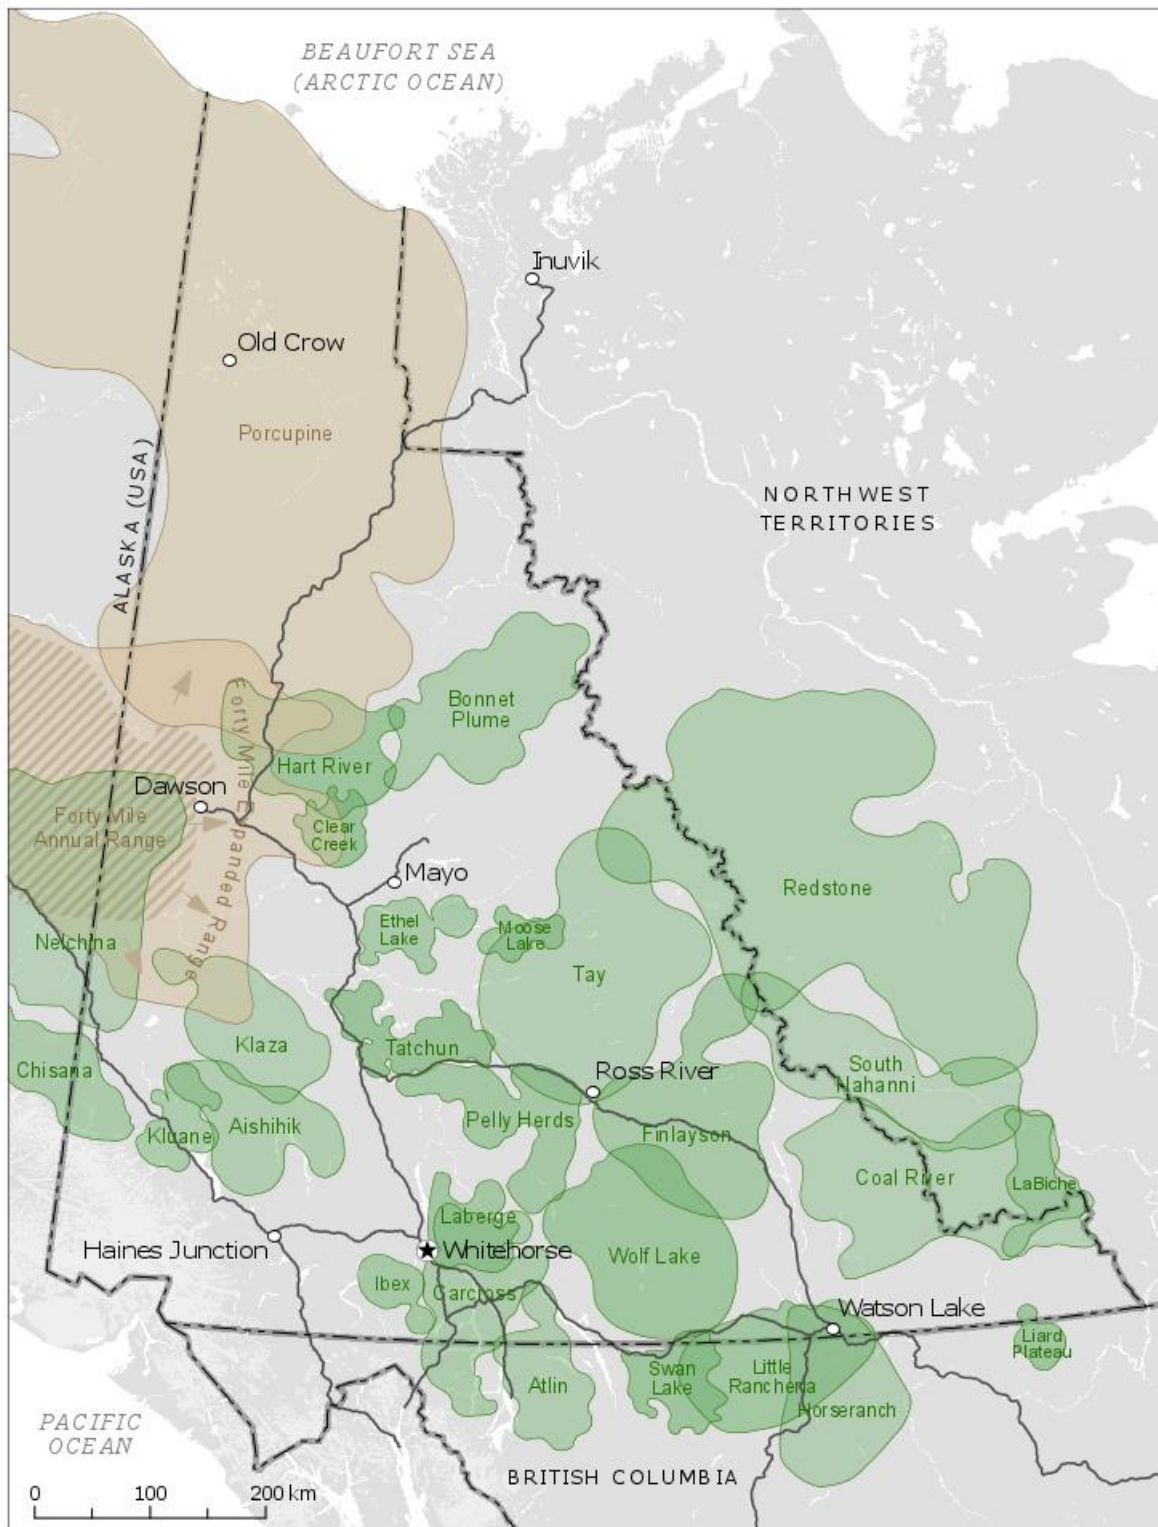 BEAUFORT SEA
(ARCTIC OCEAN)
Inuvik
Old Crow
Porcupine
ALASKA (USA)
NORTHWEST
TERRITORIES
Bonnet
Plume
Forty Mile Expanded Range
Hart River
Dawson
Forty Mile
Annual Range
Clear
Creek
Mayo
Redstone
Ethel
Lake
Moose
Lake
Nelchina
Tay
Klaza
Tatchun
Chisana
Ross River
South
Nahanni
Kluane
Aishihik
Pelly Herds
Finlayson
Coal River
LaBiche
Laberge
Haines Junction
Whitehorse
Wolf Lake
Ibex
Carcross
Watson Lake
Liard
Plateau
Swan
Lake
Little
Rancheria
Atlin
Horseranch
PACIFIC
OCEAN
BRITISH COLUMBIA
0 100 200 km